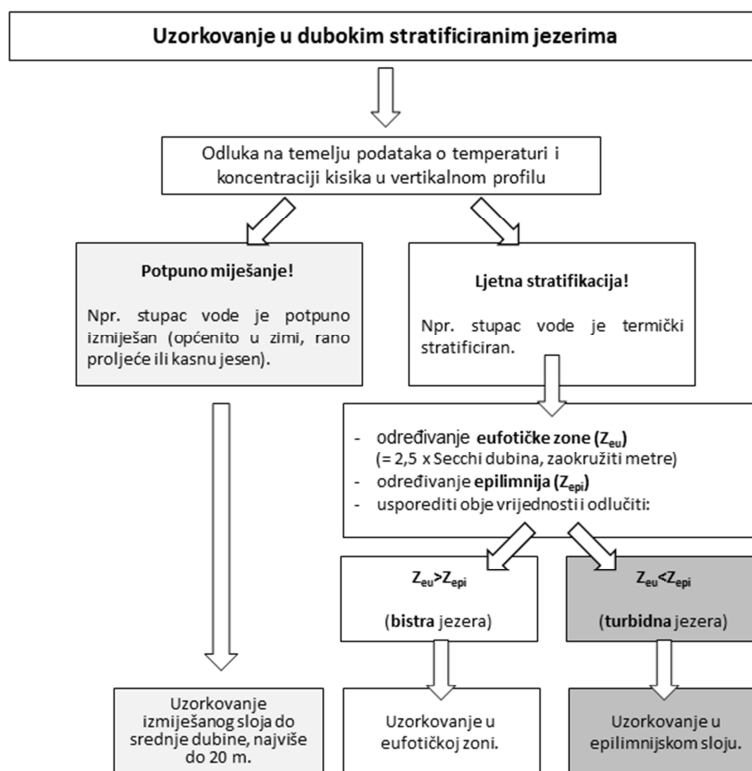 Uzorkovanje u dubokim stratificiranim jezerima
Odluka na temelju podataka o temperaturi i
koncentraciji kisika u vertikalnom profilu
Potpuno miješanje!
Npr. stupac vode je potpuno
izmiješan (općenito u zimi, rano
proljeće ili kasnu jesen).
Ljetna stratifikacija!
Npr. stupac vode je termički
stratificiran.
- određivanje eufotičke zone (Zeu)
(= 2,5 x Secchi dubina, zaokružiti metre)
- određivanje epilimnija (Zepi)
- usporediti obje vrijednosti i odlučiti:
Zeu>Zepi
(bistra jezera)
Zeu<Zepi
(turbidna jezera)
Uzorkovanje
izmiješanog sloja do
srednje dubine, najviše
do 20 m.
Uzorkovanje u
eufotičkoj zoni.
Uzorkovanje u
epilimnijskom sloju.